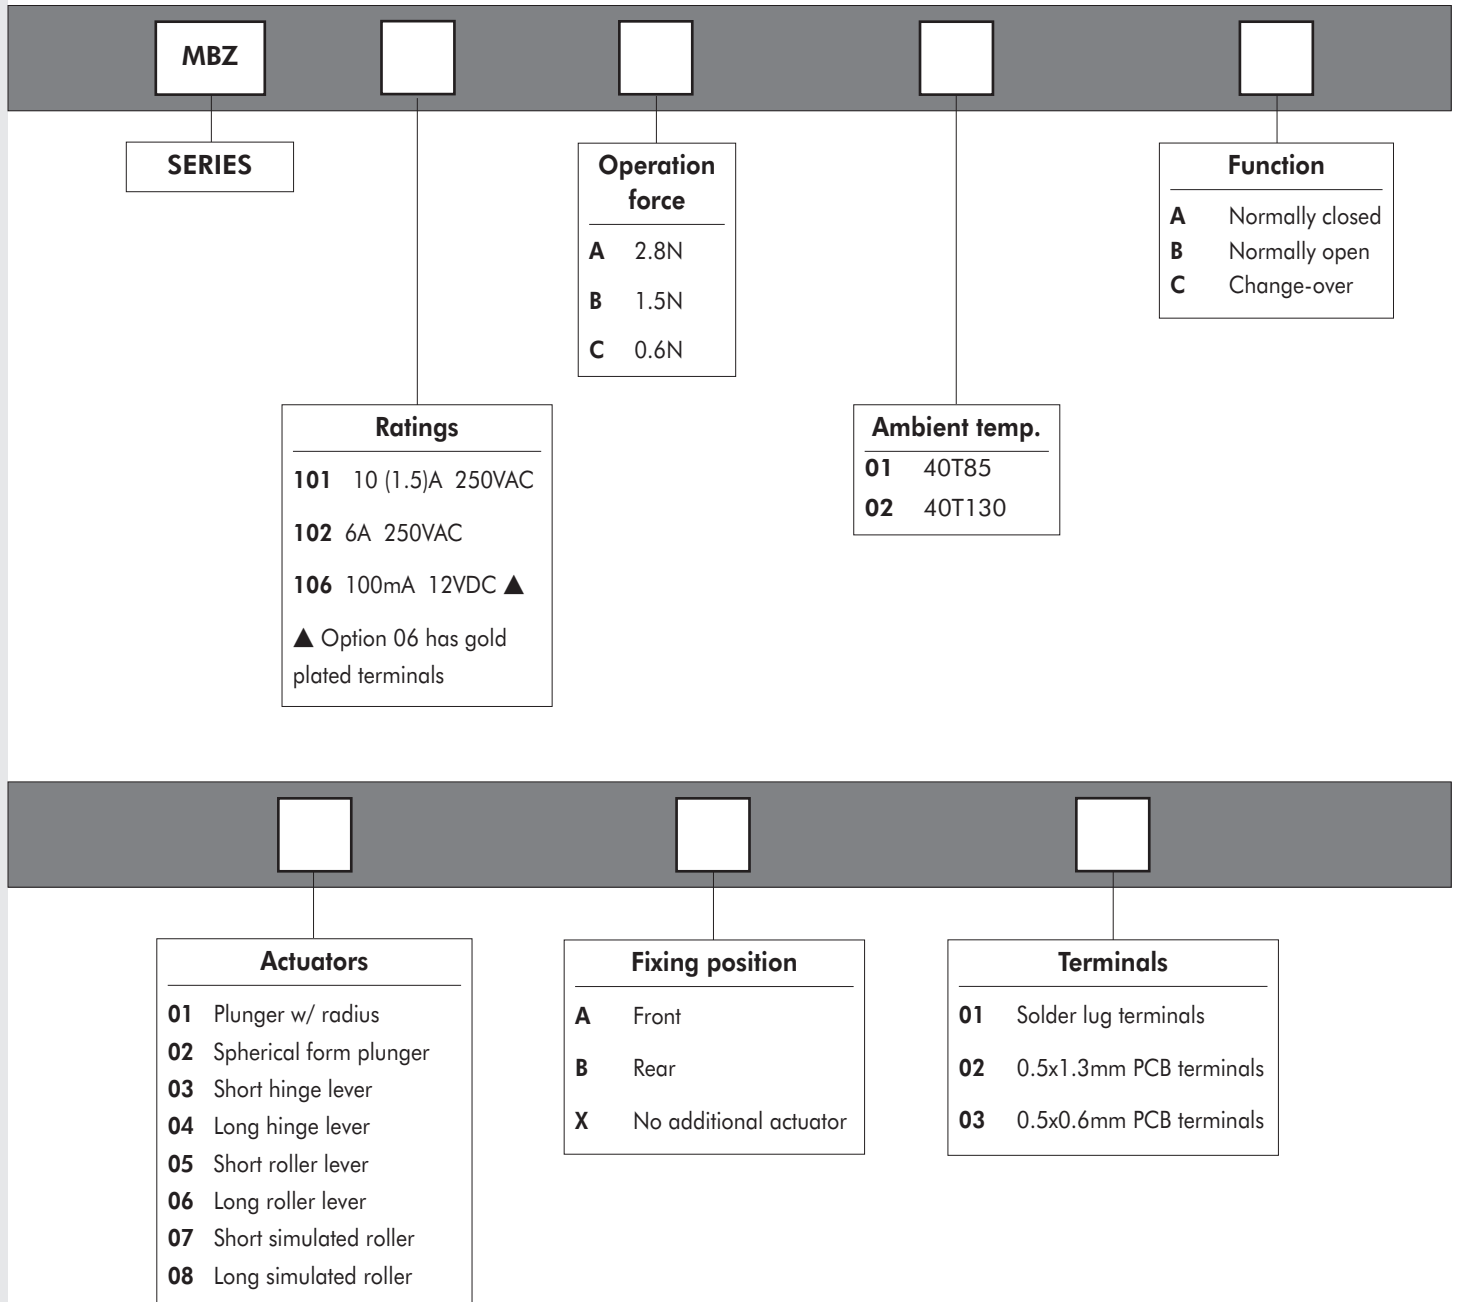 MBZ
SERIES
Operation
force
A 2.8N
B 1.5N
C 0.6N
Function
A Normally closed
B Normally open
C Change-over
Ratings
101 10 (1.5)A 250VAC
102 6A 250VAC
106 100mA 12VDC ▲
▲ Option 06 has gold
plated terminals
Ambient temp.
01 40T85
02 40T130
Actuators
01 Plunger w/ radius
02 Spherical form plunger
03 Short hinge lever
04 Long hinge lever
05 Short roller lever
06 Long roller lever
07 Short simulated roller
08 Long simulated roller
Fixing position
A Front
B Rear
X No additional actuator
Terminals
01 Solder lug terminals
02 0.5x1.3mm PCB terminals
03 0.5x0.6mm PCB terminals